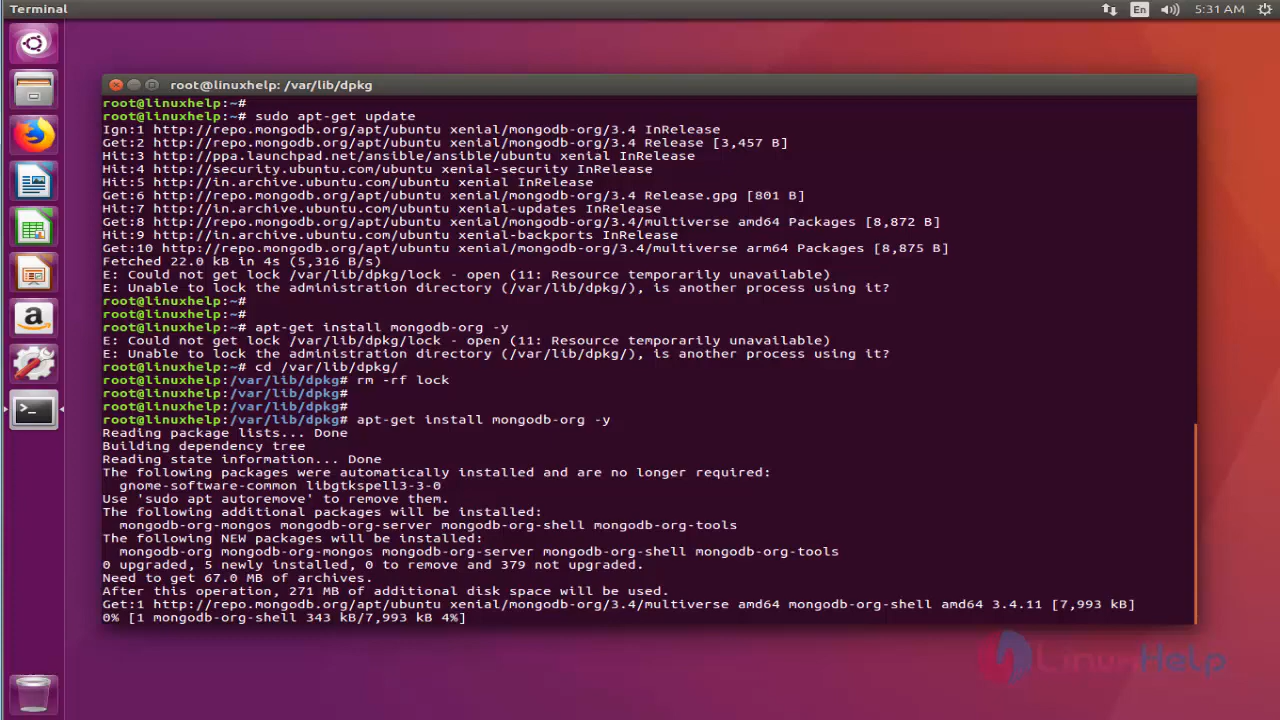 Terminal
En
5:31 AM
root@linuxhelp: /var/lib/dpkg
root@linuxhelp:~#
root@linuxhelp:~# sudo apt-get update
Ign:1 http://repo.mongodb.org/apt/ubuntu xenial/mongodb-org/3.4 InRelease
Get:2 http://repo.mongodb.org/apt/ubuntu xenial/mongodb-org/3.4 Release [3,457 B]
Hit:3 http://ppa.launchpad.net/ansible/ansible/ubuntu xenial InRelease
Hit:4 http://security.ubuntu.com/ubuntu xenial-security InRelease
Hit:5 http://in.archive.ubuntu.com/ubuntu xenial InRelease
Get:6 http://repo.mongodb.org/apt/ubuntu xenial/mongodb-org/3.4 Release.gpg [801 B]
Hit:7 http://in.archive.ubuntu.com/ubuntu xenial-updates InRelease
Get:8 http://repo.mongodb.org/apt/ubuntu xenial/mongodb-org/3.4/multiverse amd64 Packages [8,872 B]
Hit:9 http://in.archive.ubuntu.com/ubuntu xenial-backports InRelease
Get:10 http://repo.mongodb.org/apt/ubuntu xenial/mongodb-org/3.4/multiverse arm64 Packages [8,875 B]
Fetched 22.0 kB in 4s (5,316 B/s)
E: Could not get lock /var/lib/dpkg/lock - open (11: Resource temporarily unavailable)
E: Unable to lock the administration directory (/var/lib/dpkg/), is another process using it?
root@linuxhelp:~#
root@linuxhelp:~#
root@linuxhelp:~# apt-get install mongodb-org -y
E: Could not get lock /var/lib/dpkg/lock - open (11: Resource temporarily unavailable)
E: Unable to lock the administration directory (/var/lib/dpkg/), is another process using it?
root@linuxhelp:~# cd /var/lib/dpkg/
root@linuxhelp:/var/lib/dpkg# rm -rf lock
root@linuxhelp:/var/lib/dpkg#
root@linuxhelp:/var/lib/dpkg#
root@linuxhelp:/var/lib/dpkg# apt-get install mongodb-org -y
Reading package lists... Done
Building dependency tree
Reading state information... Done
The following packages were automatically installed and are no longer required:
gnome-software-common libgtkspell3-3-0
Use 'sudo apt autoremove' to remove them.
The following additional packages will be installed:
mongodb-org-mongos mongodb-org-server mongodb-org-shell mongodb-org-tools
The following NEW packages will be installed:
mongodb-org mongodb-org-mongos mongodb-org-server mongodb-org-shell mongodb-org-tools
0 upgraded, 5 newly installed, 0 to remove and 379 not upgraded.
Need to get 67.0 MB of archives.
After this operation, 271 MB of additional disk space will be used.
Get:1 http://repo.mongodb.org/apt/ubuntu xenial/mongodb-org/3.4/multiverse amd64 mongodb-org-shell amd64 3.4.11 [7,993 kB]
0% [1 mongodb-org-shell 343 kB/7,993 kB 4%]
LinuxHelp